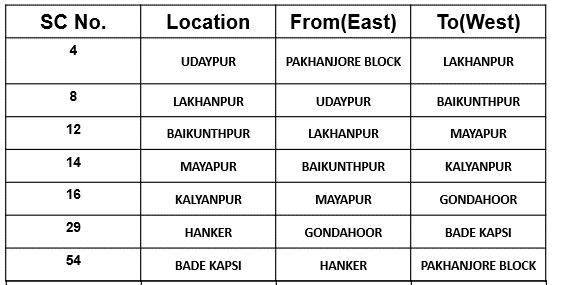 SC No. Location From(East) To(West)
4 UDAYPUR PAKHANJORE BLOCK LAKHANPUR
8 LAKHANPUR UDAYPUR BAIKUNTHPUR
12 BAIKUNTHPUR LAKHANPUR MAYAPUR
14 MAYAPUR BAIKUNTHPUR KALYANPUR
16 KALYANPUR MAYAPUR GONDAHOOR
29 HANKER GONDAHOOR BADE KAPSI
54 BADE KAPSI HANKER PAKHANJORE BLOCK